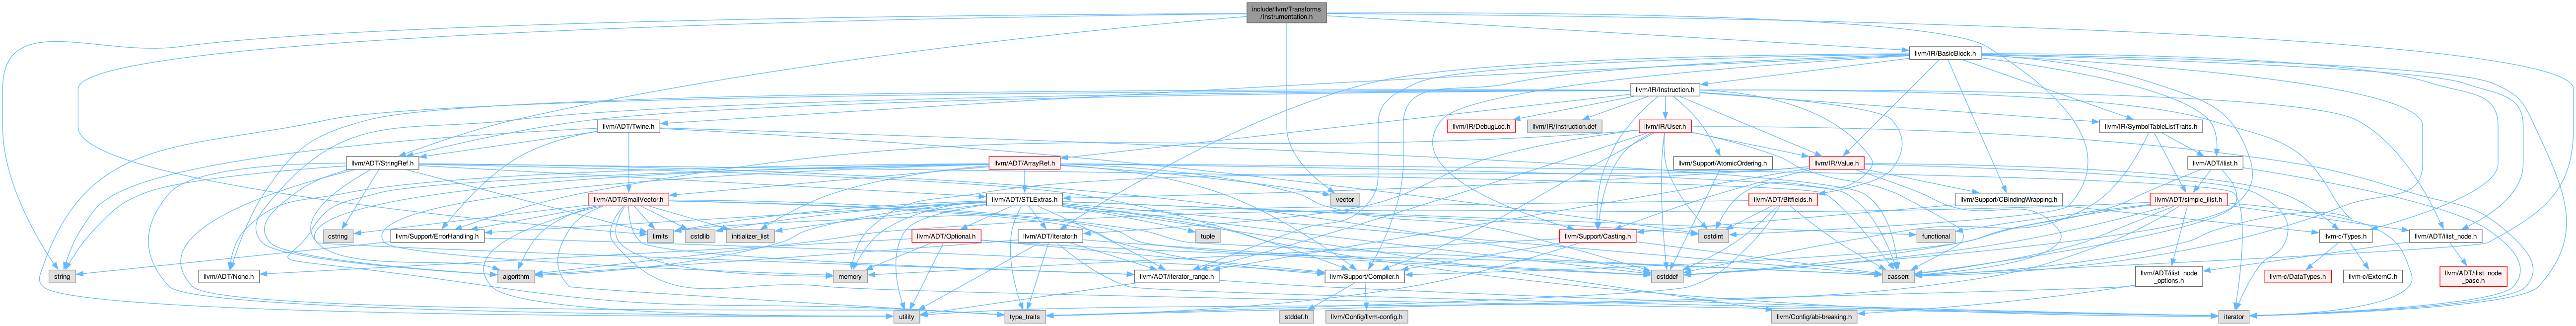 include/llvm/Transforms
/Instrumentation.h
llvm/IR/BasicBlock.h
llvm/IR/Instruction.h
llvm/ADT/Twine.h
llvm/IR/DebugLoc.h
llvm/IR/Instruction.def
llvm/IR/User.h
llvm/IR/SymbolTableListTraits.h
llvm/ADT/StringRef.h
llvm/ADT/ArrayRef.h
llvm/Support/AtomicOrdering.h
llvm/IR/Value.h
llvm/ADT/ilist.h
llvm/ADT/SmallVector.h
llvm/ADT/STLExtras.h
vector
llvm/ADT/Bitfields.h
llvm/Support/CBindingWrapping.h
llvm/ADT/simple_ilist.h
cstring
llvm/Support/ErrorHandling.h
limits
cstdlib
initializer_list
llvm/ADT/Optional.h
llvm/ADT/iterator.h
tuple
llvm/Support/Casting.h
cstdint
functional
llvm-c/Types.h
llvm/ADT/ilist_node.h
string
llvm/ADT/None.h
algorithm
memory
llvm/ADT/iterator_range.h
llvm/Support/Compiler.h
cstddef
cassert
llvm/ADT/ilist_node
_options.h
llvm-c/DataTypes.h
llvm-c/ExternC.h
llvm/ADT/ilist_node
_base.h
utility
type_traits
stddef.h
llvm/Config/llvm-config.h
llvm/Config/abi-breaking.h
iterator